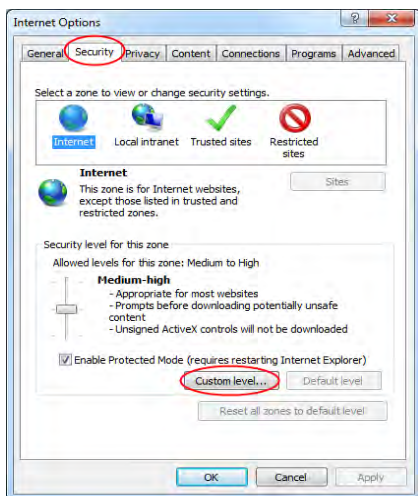 Internet Options
General Security Privacy Content Connections Programs Advanced
Select a zone to view or change security settings.
Internet Local intranet Trusted sites Restricted
sites
Internet
Sites
This zone is for Internet websites,
except those listed in trusted and
restricted zones.
Security level for this zone
Allowed levels for this zone: Medium to High
Medium-high
- Appropriate for most websites
- Prompts before downloading potentially unsafe
content
- Unsigned ActiveX controls will not be downloaded
Enable Protected Mode (requires restarting Internet Explorer)
Custom level... Default level
Reset all zones to default level
OK Cancel Apply